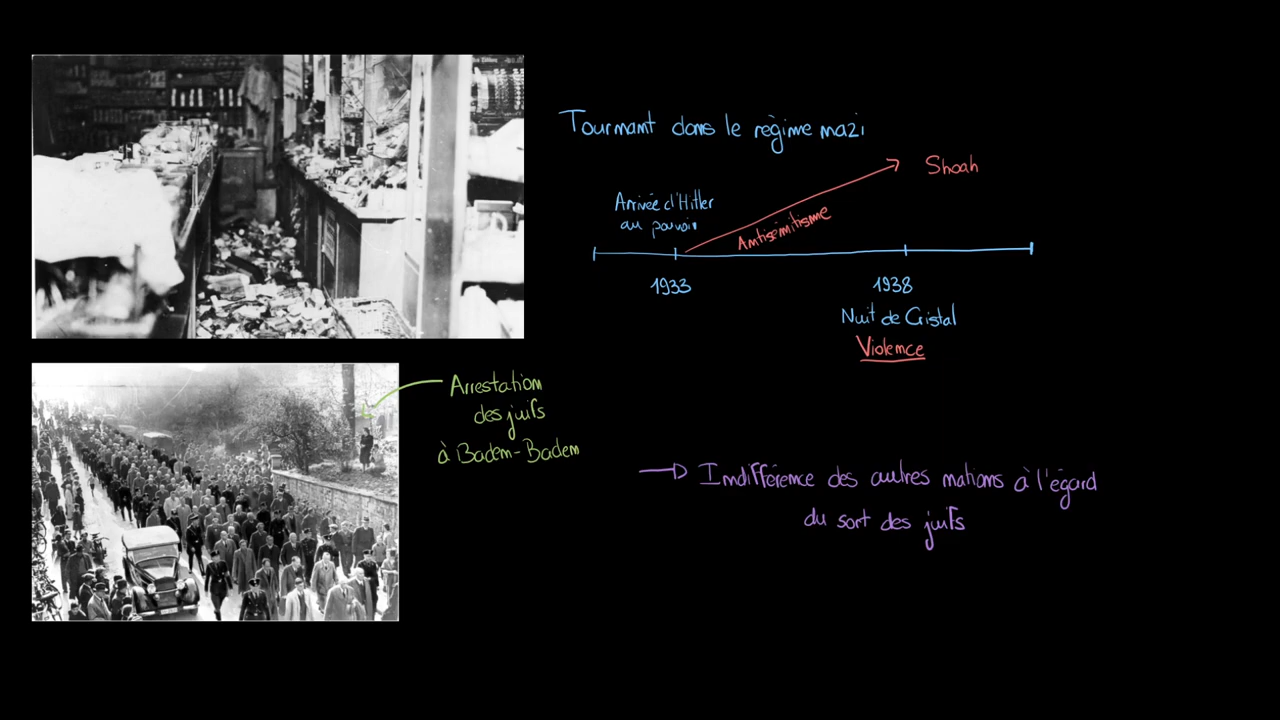 Tournant dans le régime nazi
Shoah
Arrivée d'Hitler
au pouvoir
Antisémitisme
1933
1938
Nuit de Cristal
Violence
Arrestation
des juifs
à Baden-Baden
Indifférence des autres nations à l'égard
du sort des juifs